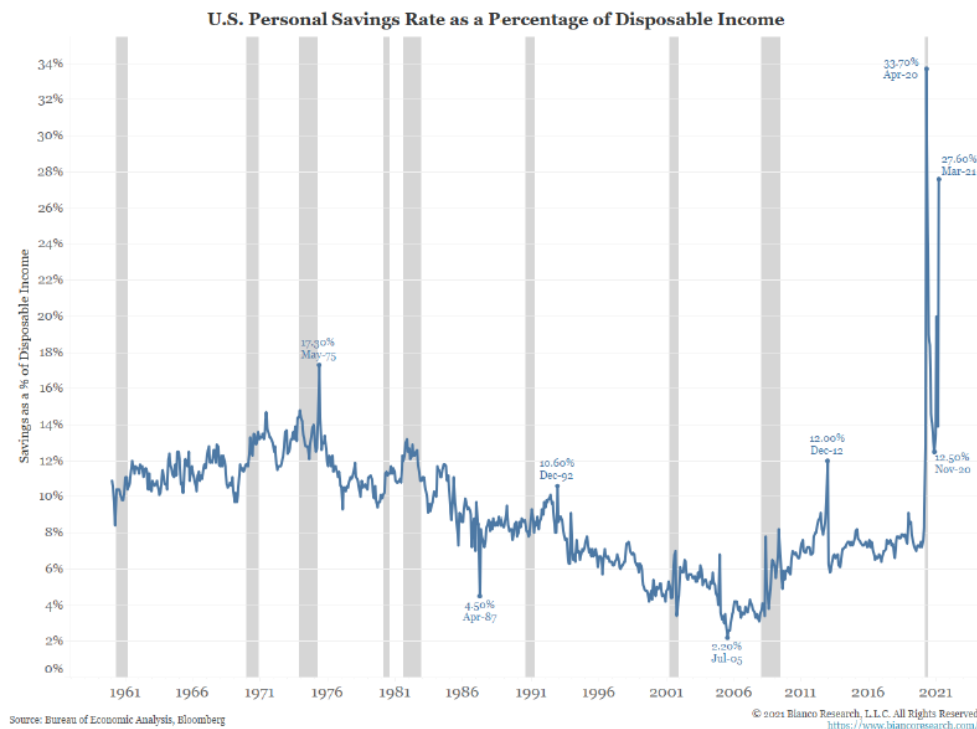 U.S. Personal Savings Rate as a Percentage of Disposable Income
Savings as a % of Disposable Income
34%
32%
30%
28%
26%
24%
22%
20%
18%
16%
14%
12%
10%
8%
6%
4%
2%
0%
17.30%
May-75
4.50%
Apr-87
10.60%
Dec-92
2.20%
Jul-05
12.00%
Dec-12
33.70%
Apr-20
27.60%
Mar-21
12.50%
Nov-20
1961 1966 1971 1976 1981 1986 1991 1996 2001 2006 2011 2016 2021
Source: Bureau of Economic Analysis, Bloomberg
© 2021 Bianco Research, L.L.C. All Rights Reserved
https://www.biancoresearch.com/